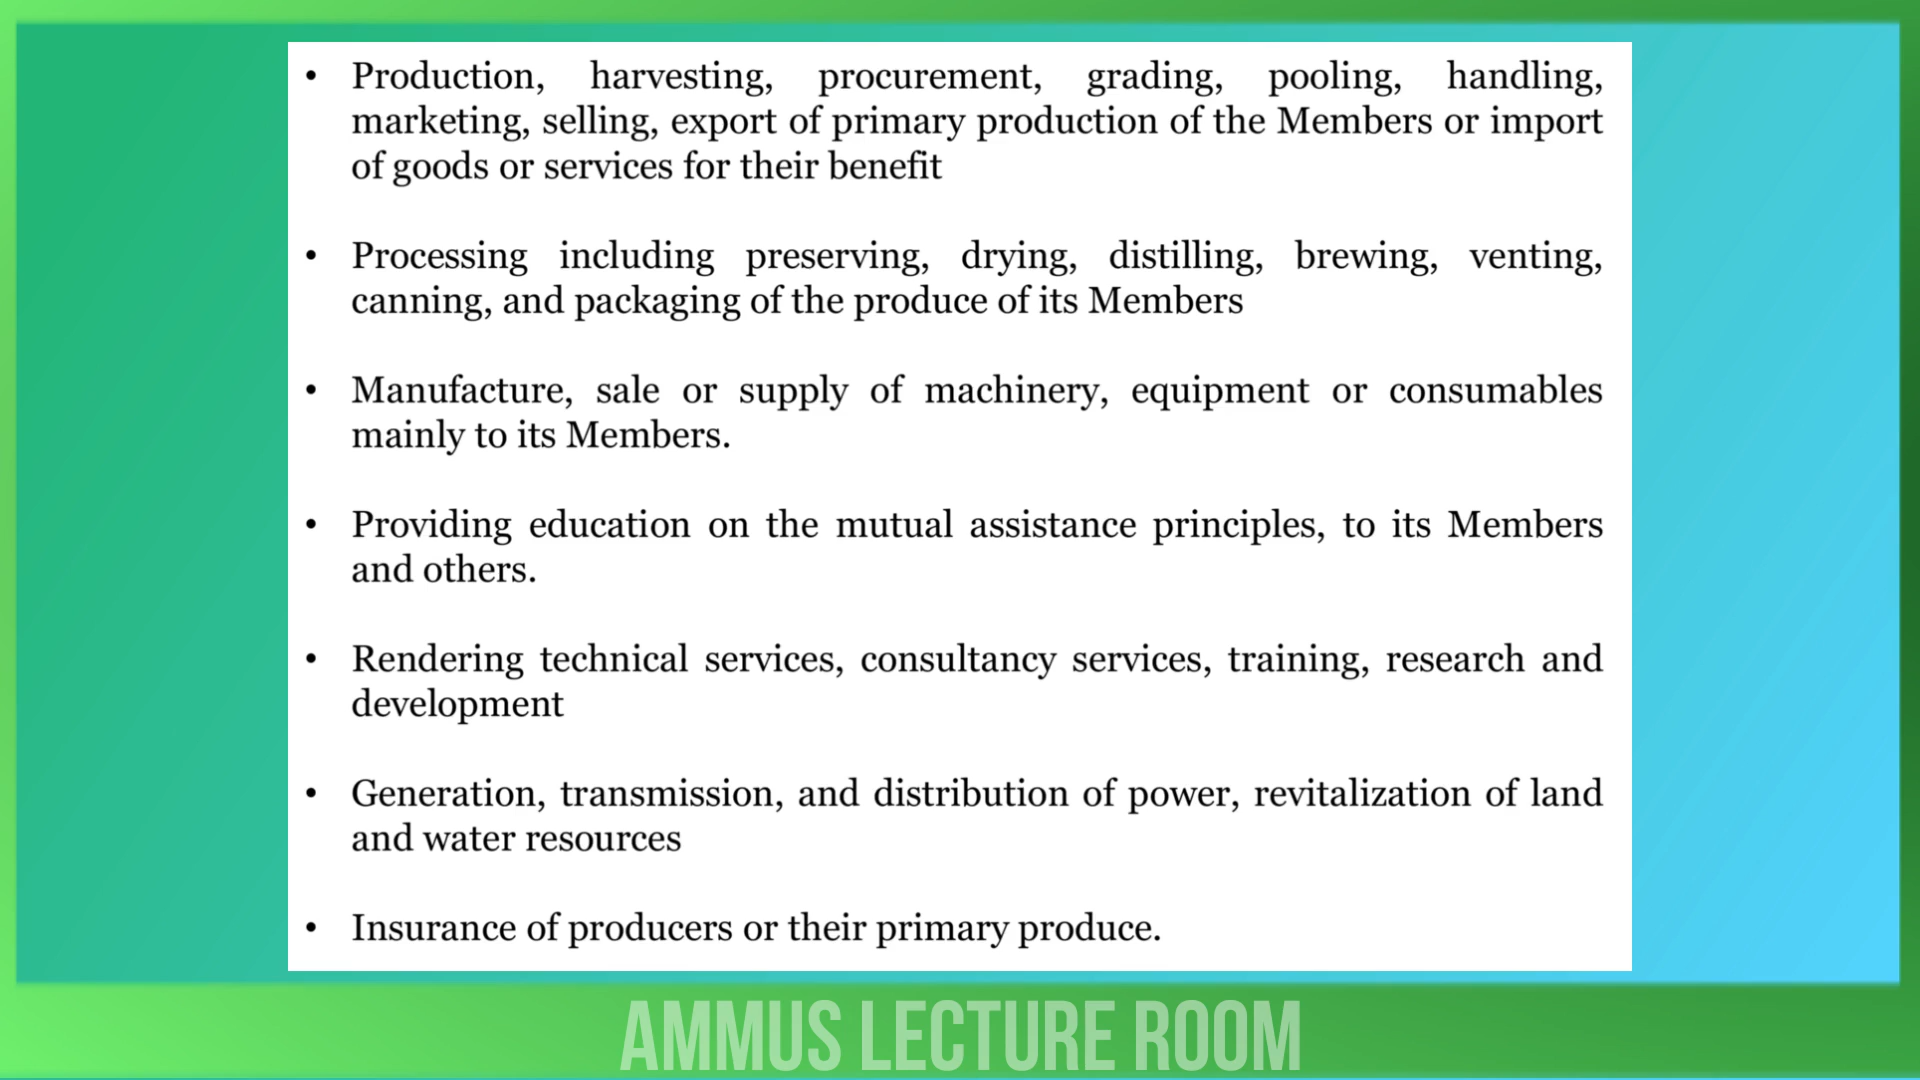 • Production, harvesting, procurement, grading, pooling, handling,
marketing, selling, export of primary production of the Members or import
of goods or services for their benefit
• Processing including preserving, drying, distilling, brewing, venting,
canning, and packaging of the produce of its Members
• Manufacture, sale or supply of machinery, equipment or consumables
mainly to its Members.
• Providing education on the mutual assistance principles, to its Members
and others.
• Rendering technical services, consultancy services, training, research and
development
• Generation, transmission, and distribution of power, revitalization of land
and water resources
• Insurance of producers or their primary produce.
AMMUS LECTURE ROOM